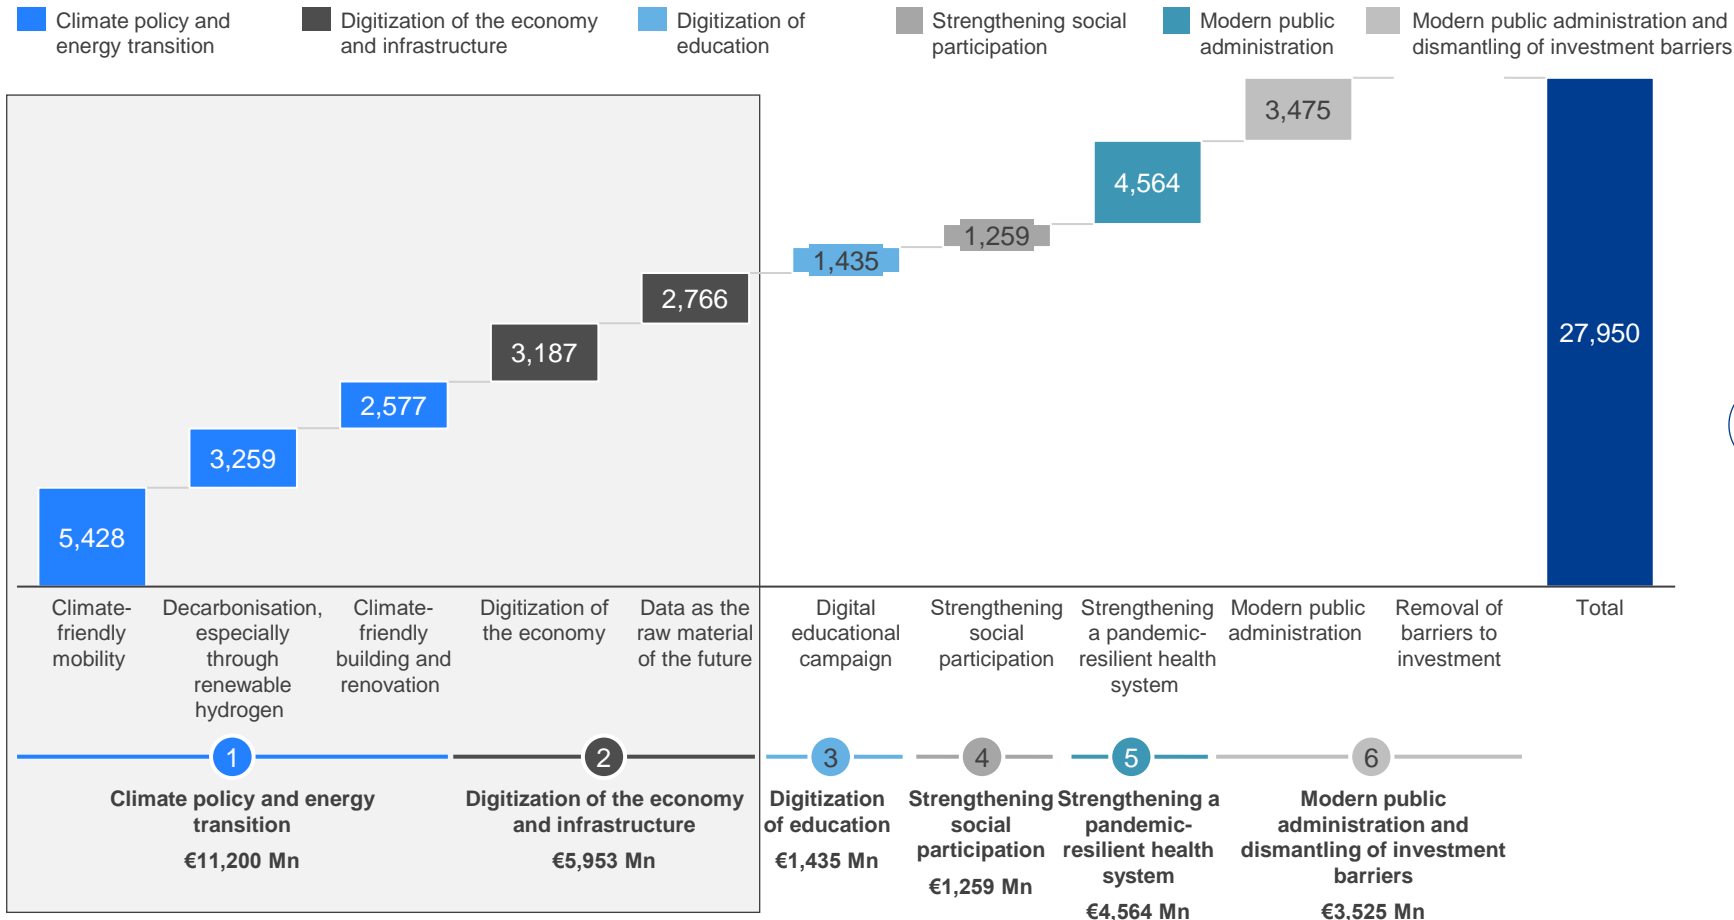 Climate policy and
energy transition
Digitization of the economy
and infrastructure
Digitization of
education
Strengthening social
participation
Modern public
administration
Modern public administration and
dismantling of investment barriers
5,428
3,259
2,577
3,187
2,766
1,435
1,259
4,564
3,475
27,950
Climate-
friendly
mobility
Decarbonisation,
especially
through
renewable
hydrogen
Climate-
friendly
building and
renovation
Digitization of
the economy
Data as the
raw material
of the future
Digital
educational
campaign
Strengthening
social
participation
Strengthening
a pandemic-
resilient health
system
Modern public
administration
Removal of
barriers to
investment
Total
1
Climate policy and energy
transition
€11,200 Mn
2
Digitization of the economy
and infrastructure
€5,953 Mn
3
Digitization
of education
€1,435 Mn
4
Strengthening
social
participation
€1,259 Mn
5
Strengthening a
pandemic-
resilient health
system
€4,564 Mn
6
Modern public
administration and
dismantling of investment
barriers
€3,525 Mn